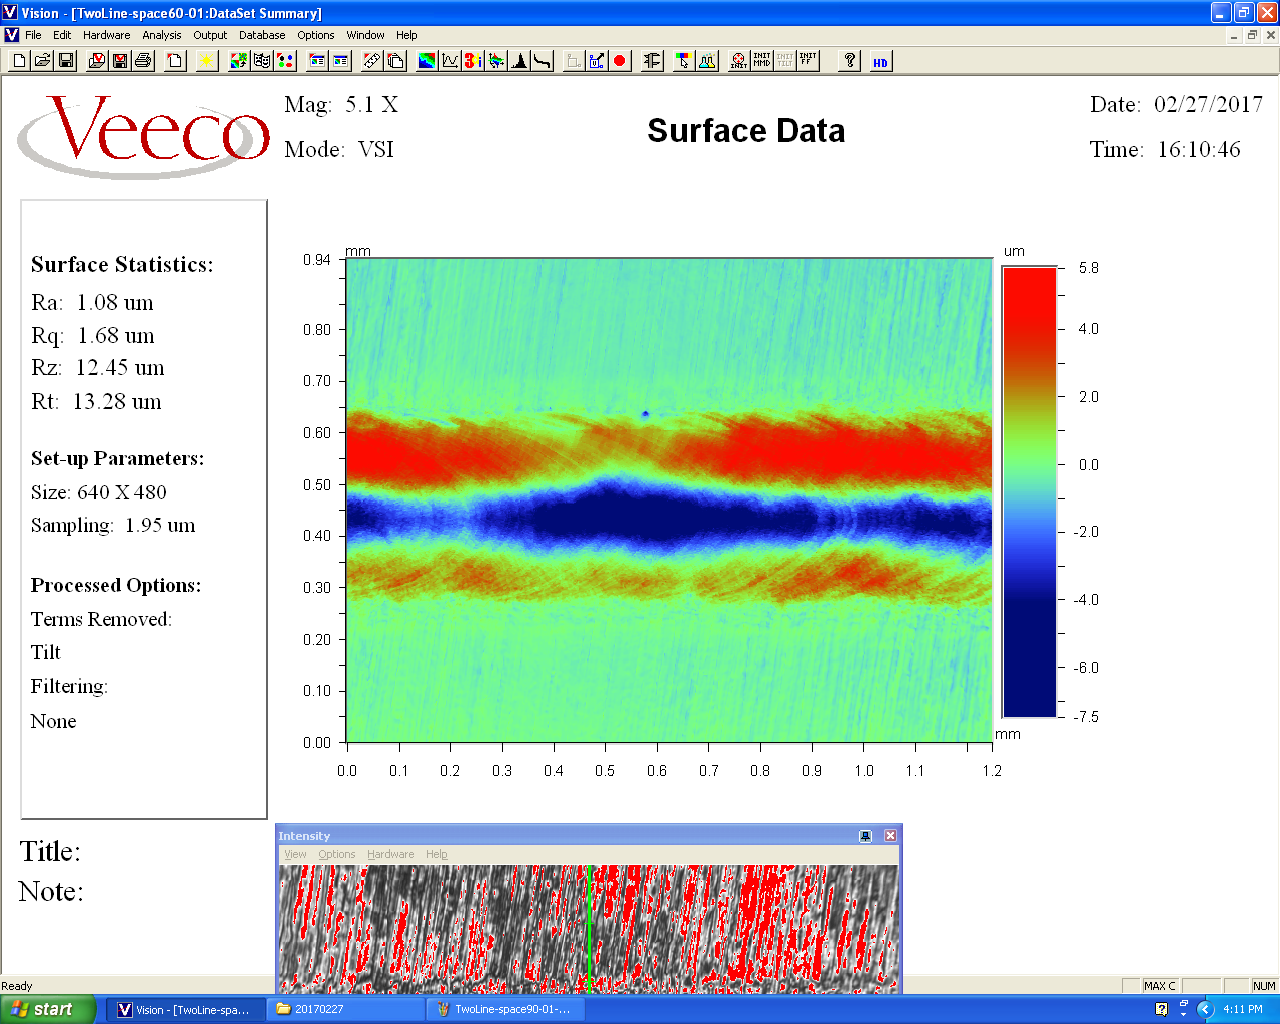 Vision - [TwoLine-space60-01:DataSet Summary]
File Edit Hardware Analysis Output Database Options Window Help
INIT INIT MMD INIT TILT INIT FF ? HD
Veeco
Mag: 5.1 X
Mode: VSI
Surface Data
Date: 02/27/2017
Time: 16:10:46
Surface Statistics:
Ra: 1.08 um
Rq: 1.68 um
Rz: 12.45 um
Rt: 13.28 um
Set-up Parameters:
Size: 640 X 480
Sampling: 1.95 um
Processed Options:
Terms Removed:
Tilt
Filtering:
None
mm
0.94
0.80
0.70
0.60
0.50
0.40
0.30
0.20
0.10
0.00
0.0 0.1 0.2 0.3 0.4 0.5 0.6 0.7 0.8 0.9 1.0 1.1 1.2
mm
um
5.8
4.0
2.0
0.0
-2.0
-4.0
-6.0
-7.5
Title:
Note:
Intensity
View Options Hardware Help
Ready
MAX C NUM
start
Vision - [TwoLine-spa...
20170227
TwoLine-space90-01-...
4:11 PM